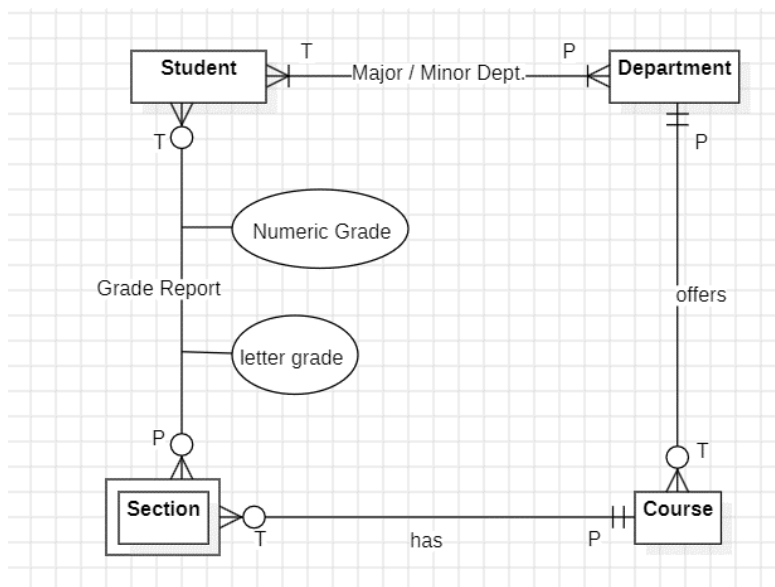 T
P
Student
Major / Minor Dept.
Department
T
P
Numeric Grade
Grade Report
offers
letter grade
P
T
Section
Course
T
has
P